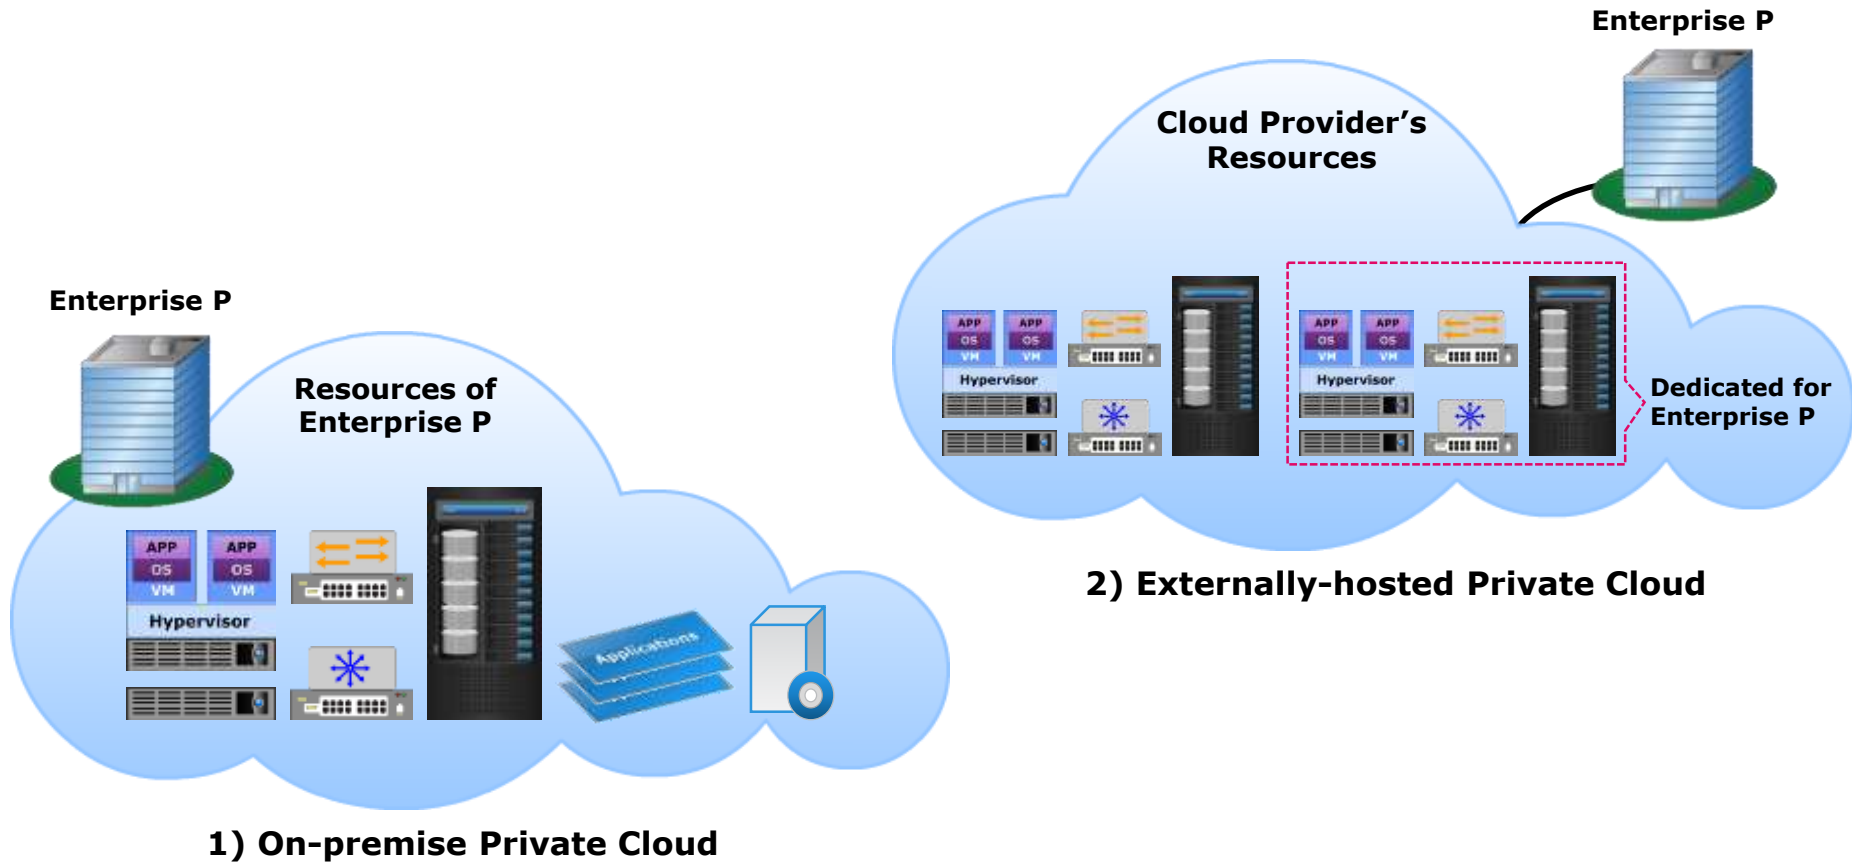 Enterprise P
Resources of
Enterprise P
APP
APP
OS
OS
VM
VM
Hypervisor
Applications
1) On-premise Private Cloud
Enterprise P
Cloud Provider’s
Resources
APP
APP
OS
OS
VM
VM
Hypervisor
APP
APP
OS
OS
VM
VM
Hypervisor
Dedicated for
Enterprise P
2) Externally-hosted Private Cloud